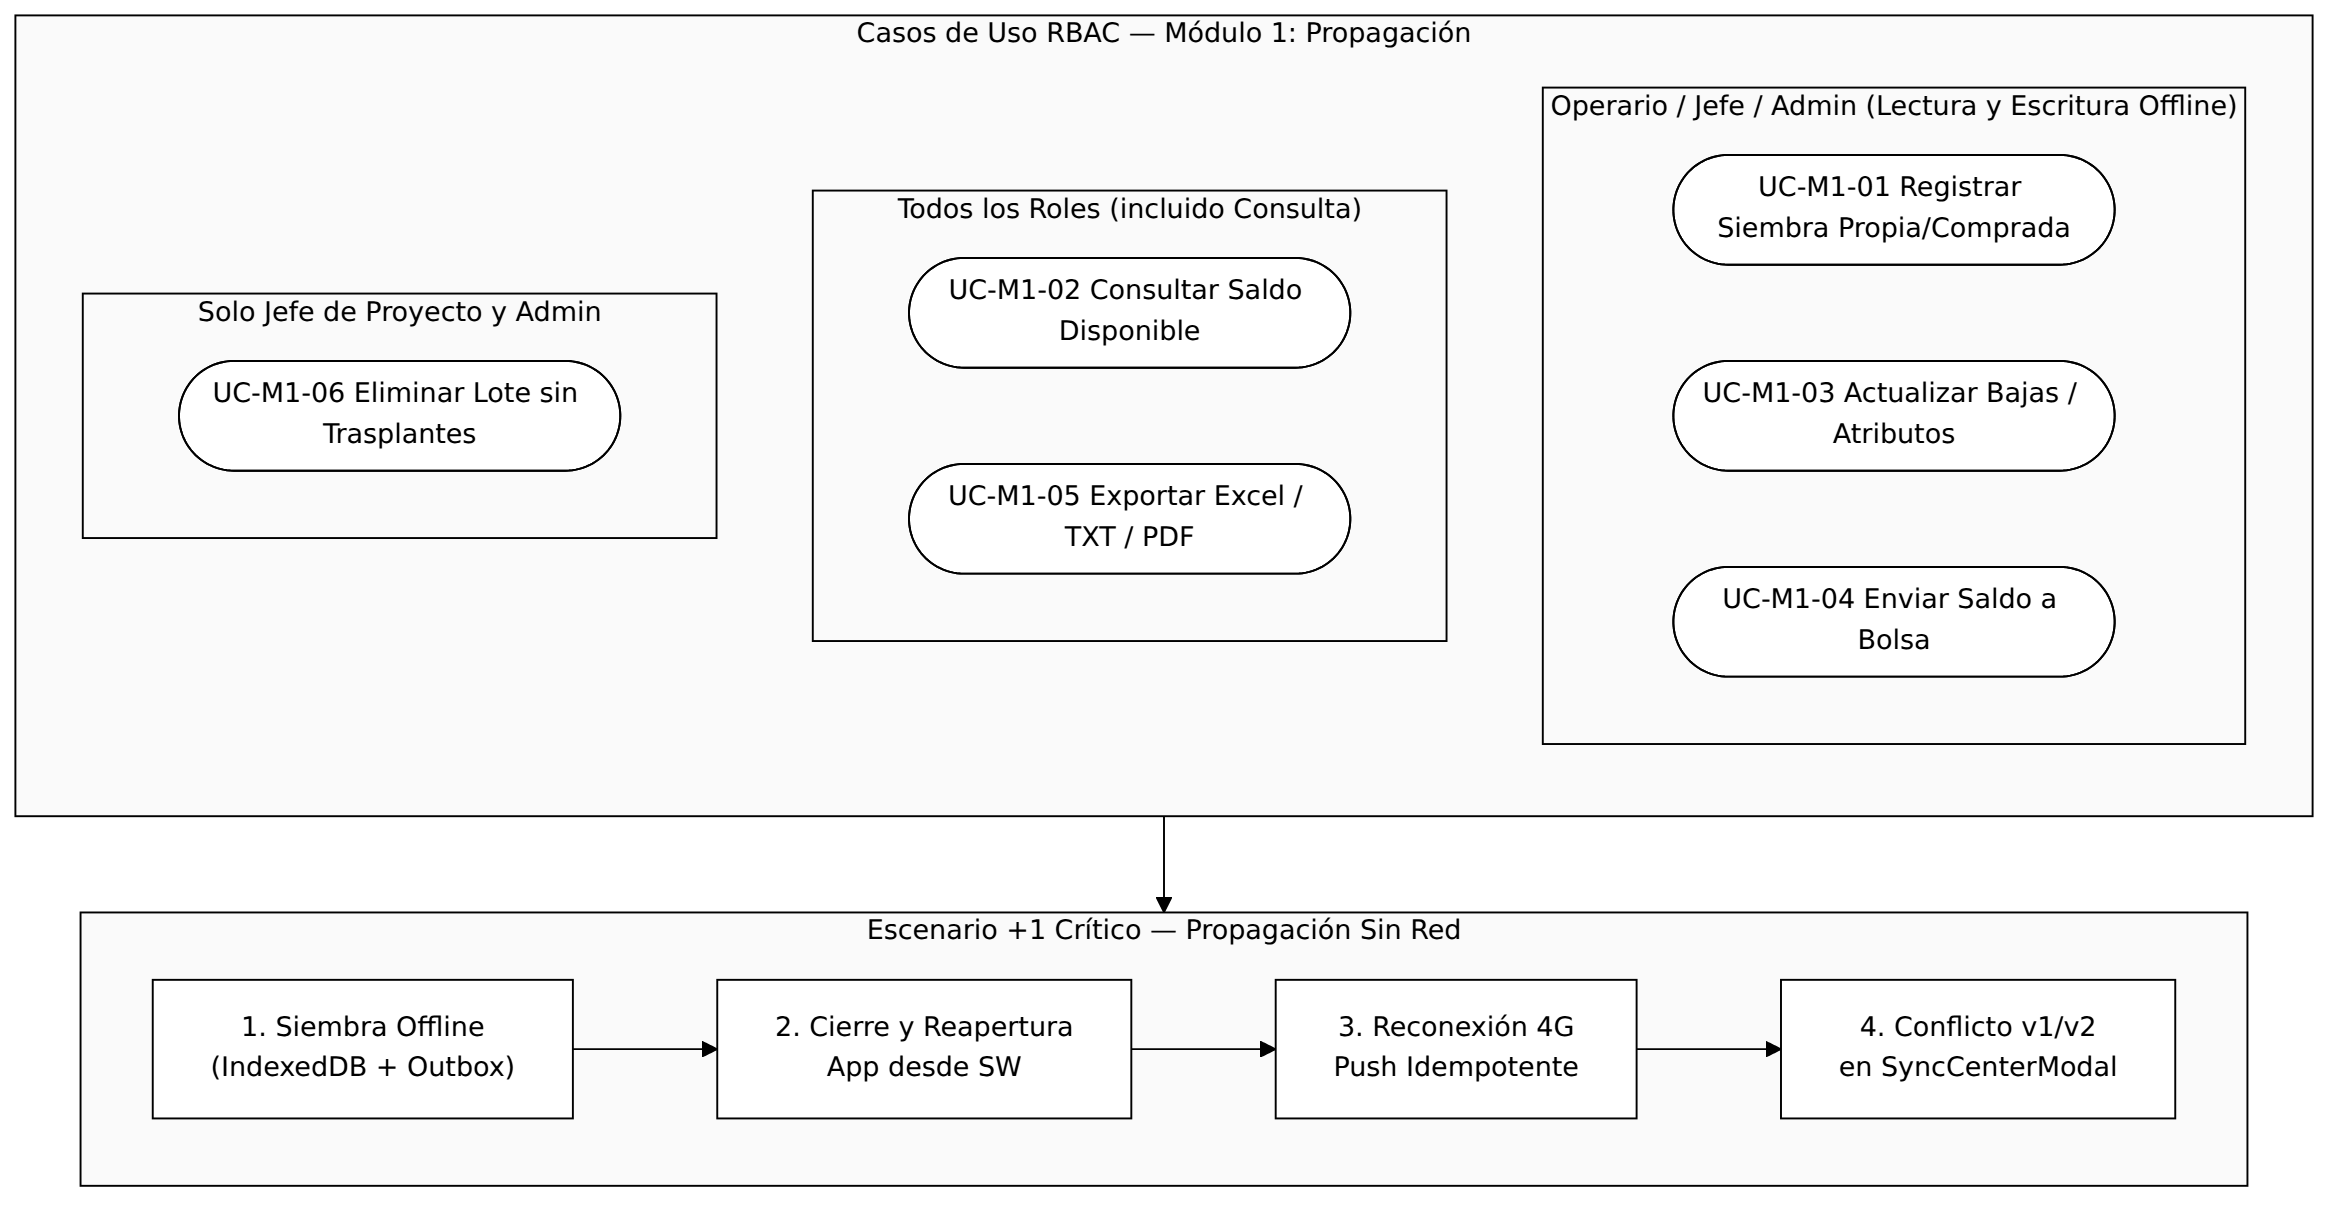 Casos de Uso RBAC — Módulo 1: Propagación
Solo Jefe de Proyecto y Admin
UC-M1-06 Eliminar Lote sin
Trasplantes
Todos los Roles (incluido Consulta)
UC-M1-02 Consultar Saldo
Disponible
UC-M1-05 Exportar Excel /
TXT / PDF
Operario / Jefe / Admin (Lectura y Escritura Offline)
UC-M1-01 Registrar
Siembra Propia/Comprada
UC-M1-03 Actualizar Bajas /
Atributos
UC-M1-04 Enviar Saldo a
Bolsa
Escenario +1 Crítico — Propagación Sin Red
1. Siembra Offline
(IndexedDB + Outbox)
2. Cierre y Reapertura
App desde SW
3. Reconexión 4G
Push Idempotente
4. Conflicto v1/v2
en SyncCenterModal